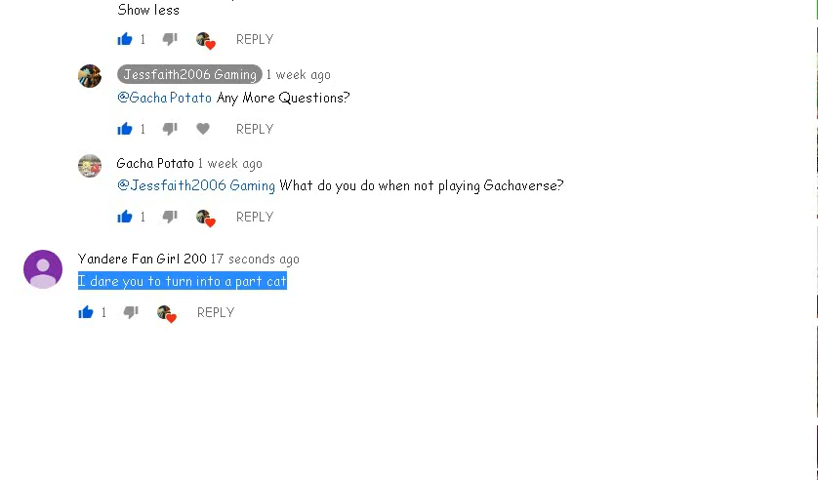 Show less
1 REPLY
Jessfaith2006 Gaming 1 week ago
@Gacha Potato Any More Questions?
1 REPLY
Gacha Potato 1 week ago
@Jessfaith2006 Gaming What do you do when not playing Gachaverse?
1 REPLY
Yandere Fan Girl 200 17 seconds ago
I dare you to turn into a part cat
1 REPLY